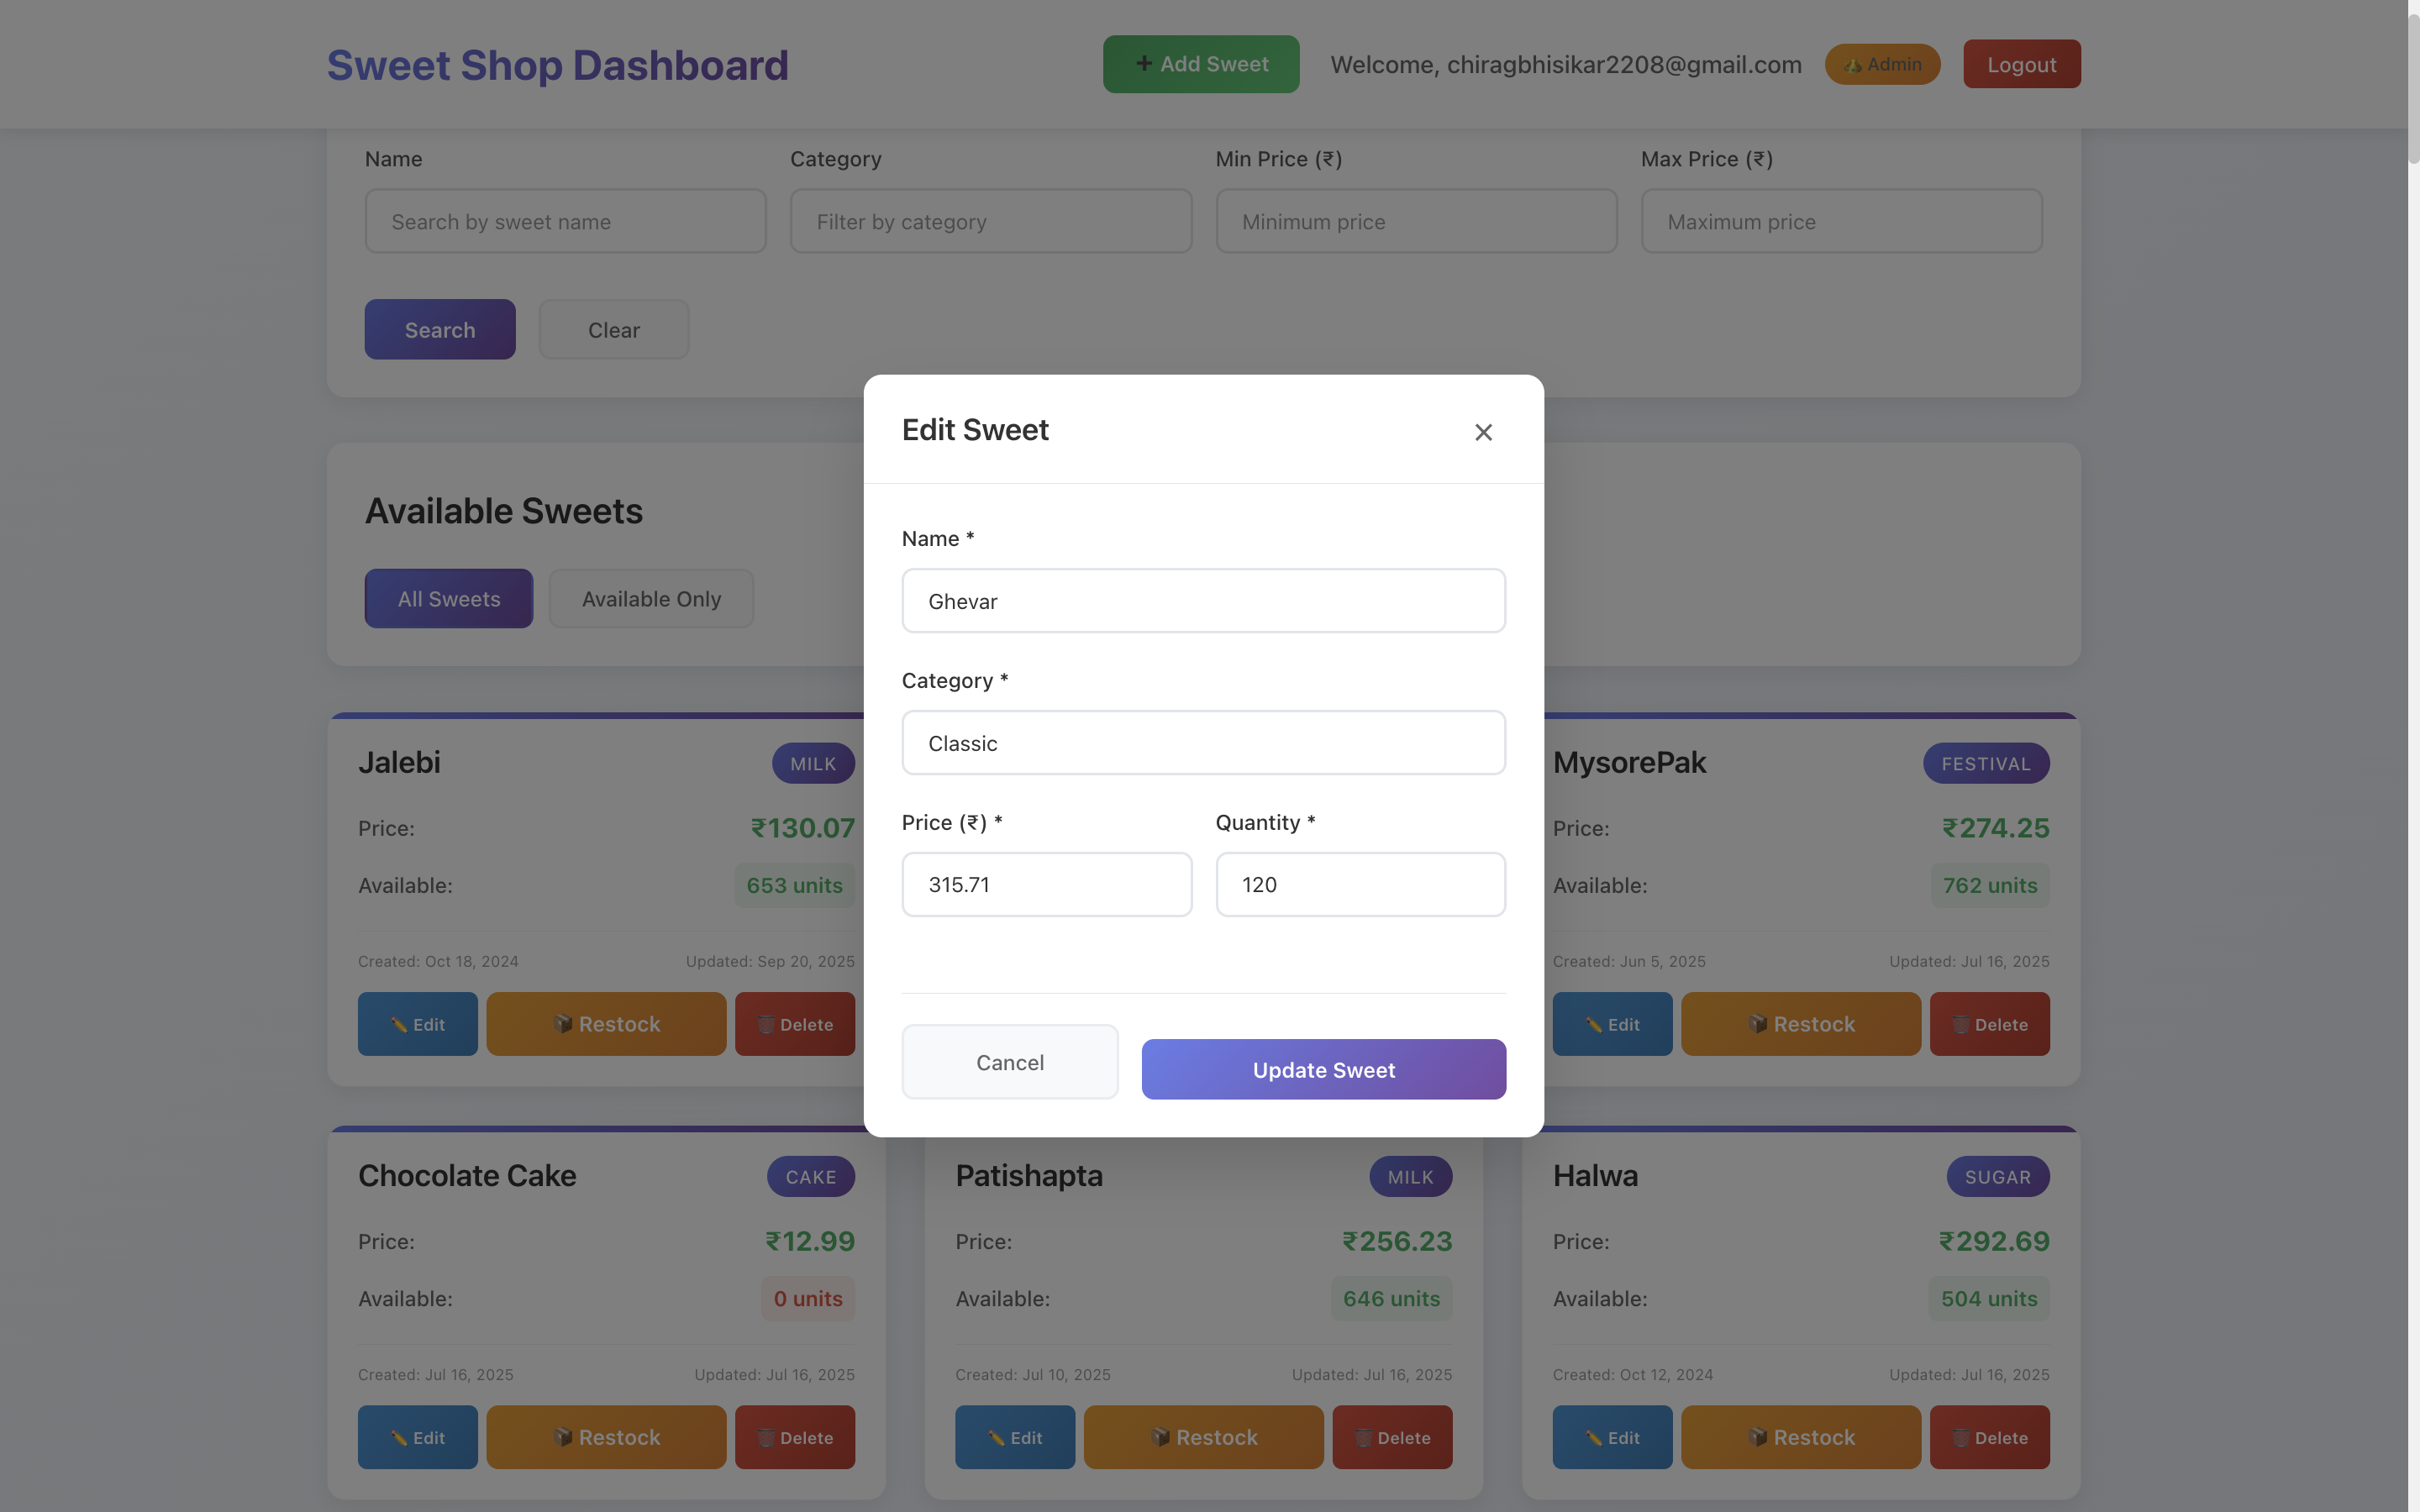 Sweet Shop Dashboard
+ Add Sweet
Welcome, chiragbhisikar2208@gmail.com
Admin
Logout
Name
Category
Min Price (₹)
Max Price (₹)
Search by sweet name
Filter by category
Minimum price
Maximum price
Search
Clear
Available Sweets
All Sweets
Available Only
Edit Sweet
×
Name *
Ghevar
Category *
Classic
Price (₹) *
Quantity *
315.71
120
Cancel
Update Sweet
Jalebi
MILK
Price:
₹130.07
Available:
653 units
Created: Oct 18, 2024
Updated: Sep 20, 2025
Edit
Restock
Delete
MysorePak
FESTIVAL
Price:
₹274.25
Available:
762 units
Created: Jun 5, 2025
Updated: Jul 16, 2025
Edit
Restock
Delete
Chocolate Cake
CAKE
Price:
₹12.99
Available:
0 units
Created: Jul 16, 2025
Updated: Jul 16, 2025
Edit
Restock
Delete
Patishapta
MILK
Price:
₹256.23
Available:
646 units
Created: Jul 10, 2025
Updated: Jul 16, 2025
Edit
Restock
Delete
Halwa
SUGAR
Price:
₹292.69
Available:
504 units
Created: Oct 12, 2024
Updated: Jul 16, 2025
Edit
Restock
Delete